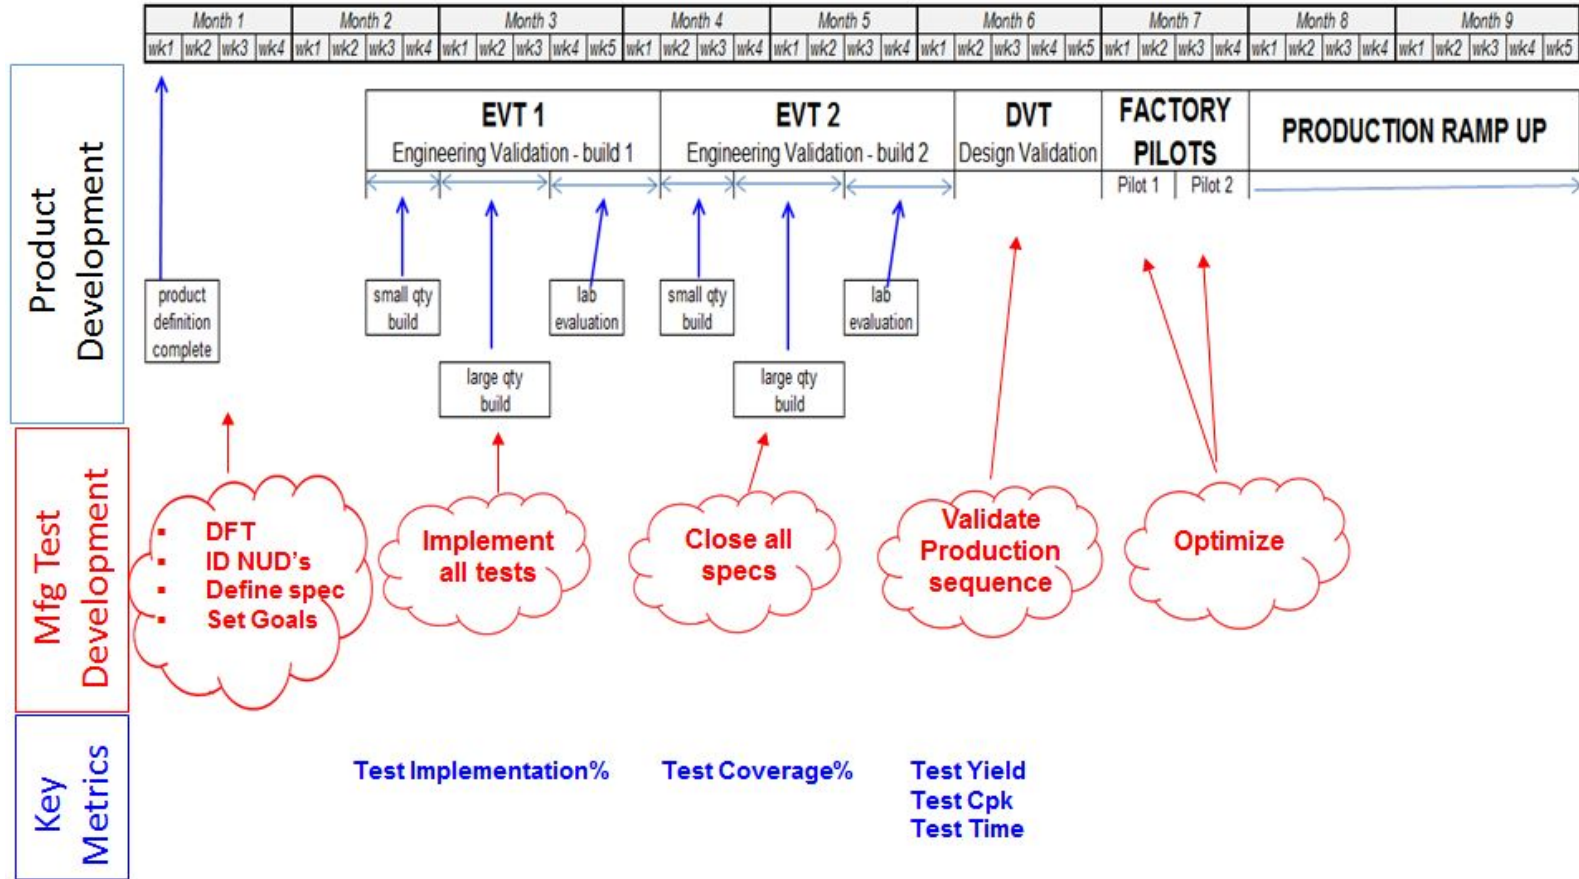 Month 1 Month 2 Month 3 Month 4 Month 5 Month 6 Month 7 Month 8 Month 9
wk1 wk2 wk3 wk4 wk1 wk2 wk3 wk4 wk1 wk2 wk3 wk4 wk5 wk1 wk2 wk3 wk4 wk1 wk2 wk3 wk4 wk1 wk2 wk3 wk4 wk5 wk1 wk2 wk3 wk4 wk1 wk2 wk3 wk4 wk1 wk2 wk3 wk4 wk5
Product
Development
EVT 1
Engineering Validation - build 1
EVT 2
Engineering Validation - build 2
DVT
Design Validation
FACTORY
PILOTS
Pilot 1 Pilot 2
PRODUCTION RAMP UP
product
definition
complete
small qty
build
large qty
build
lab
evaluation
small qty
build
large qty
build
lab
evaluation
Mfg Test
Development
▪ DFT
▪ ID NUD's
▪ Define spec
▪ Set Goals
Implement
all tests
Close all
specs
Validate
Production
sequence
Optimize
Key
Metrics
Test Implementation%
Test Coverage%
Test Yield
Test Cpk
Test Time